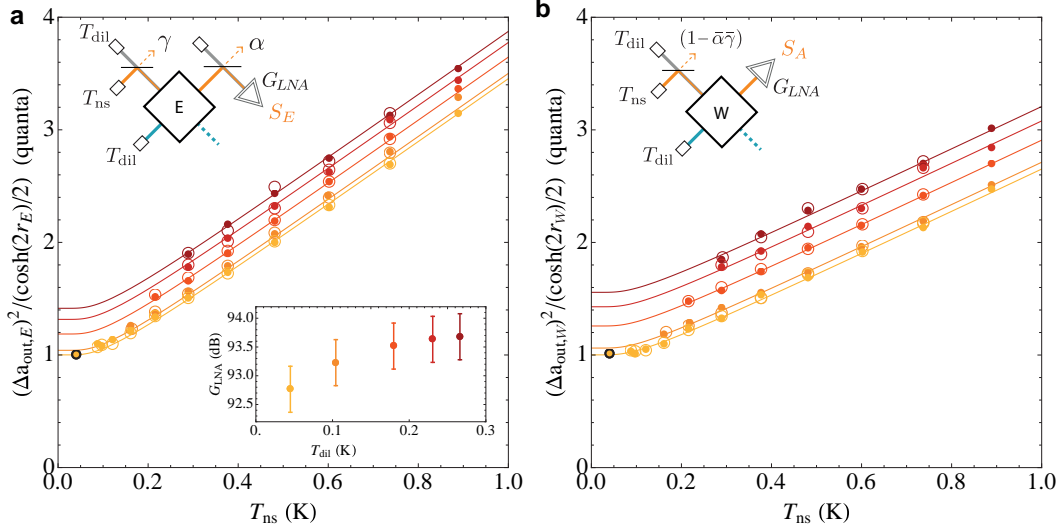 a
(Δa_out,E)²/(cosh(2r_E)/2) (quanta)
4
3
2
1
0
T_dil
γ
α
T_ns
E
G_LNA
S_E
T_dil
G_LNA (dB)
94.0
93.5
93.0
92.5
0.
0.1
0.2
0.3
T_dil (K)
0.0 0.2 0.4 0.6 0.8 1.0
T_ns (K)
b
(Δa_out,W)²/(cosh(2r_W)/2) (quanta)
4
3
2
1
0
T_dil
(1-ᾱγ̄)
S_A
T_ns
G_LNA
W
T_dil
0.0 0.2 0.4 0.6 0.8 1.0
T_ns (K)